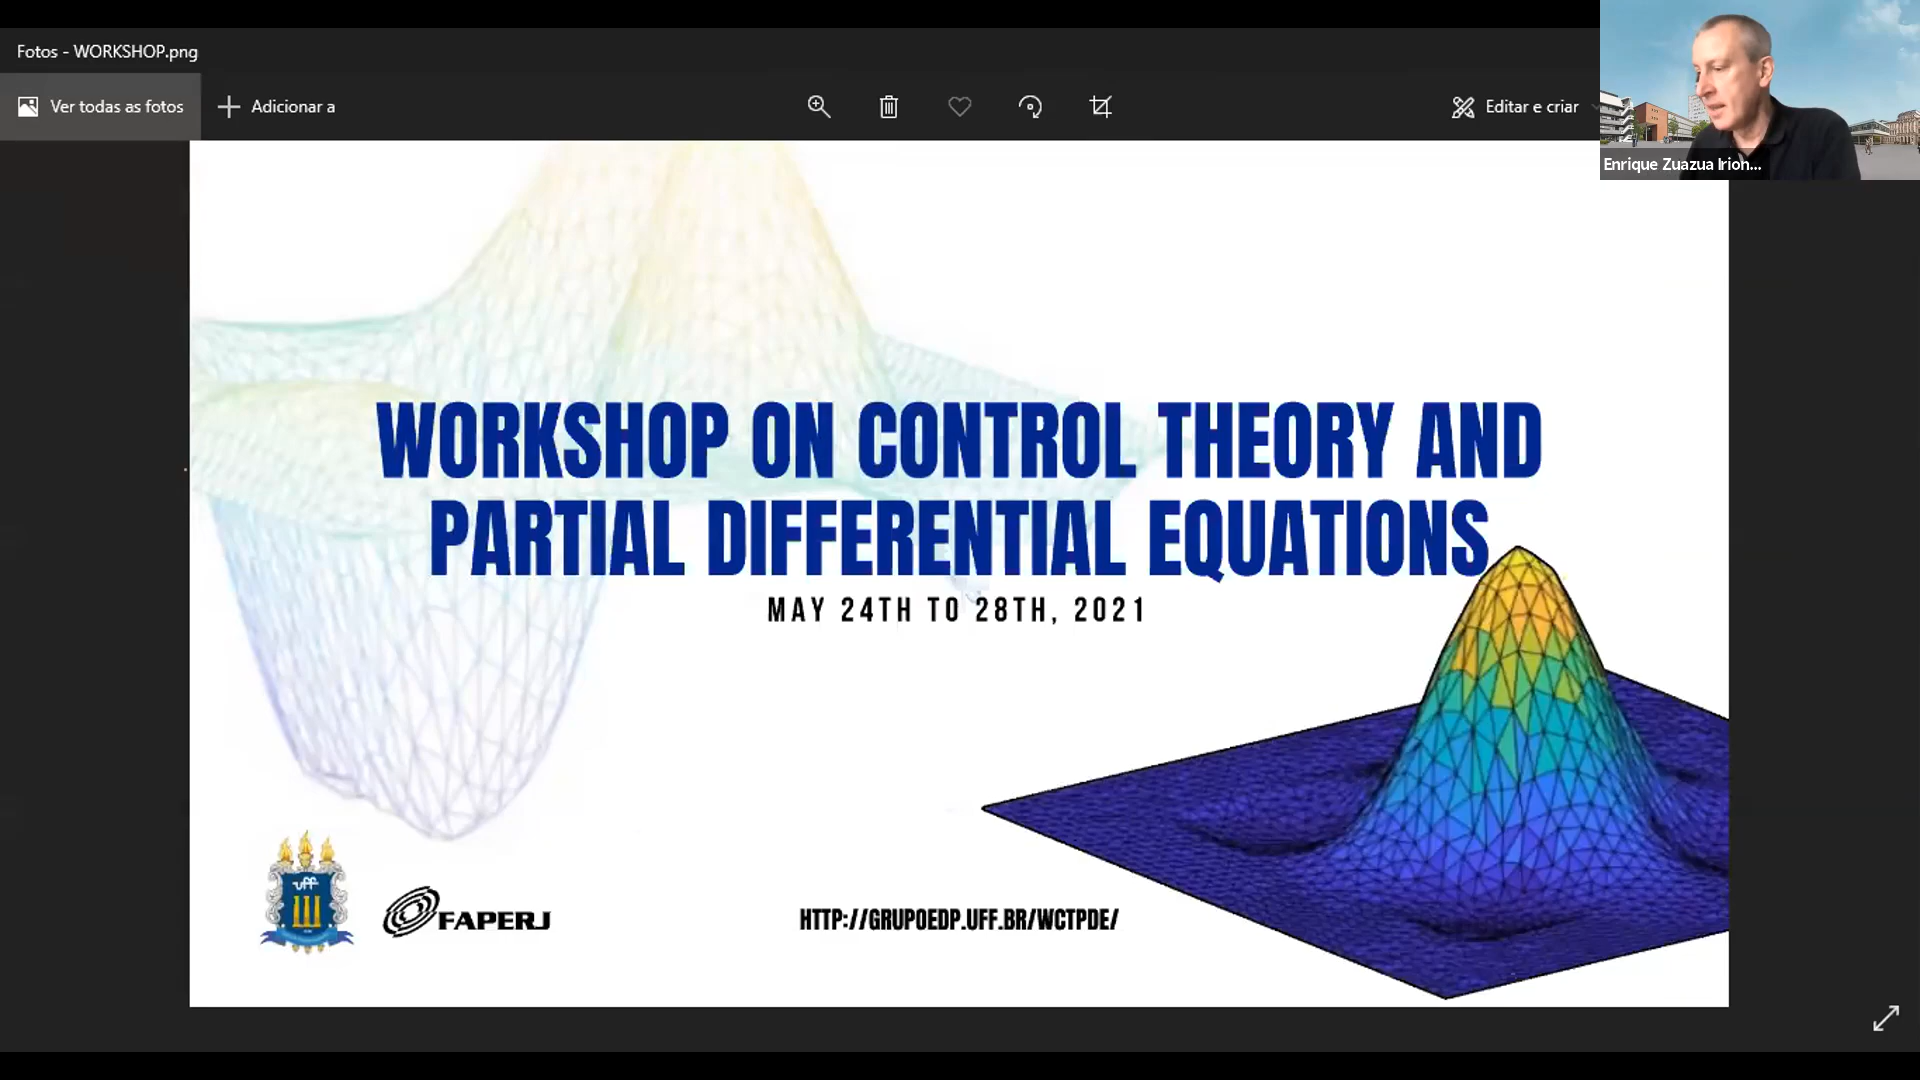 Fotos - WORKSHOP.png
Ver todas as fotos
Adicionar a
Editar e criar
Enrique Zuazua Irion...
WORKSHOP ON CONTROL THEORY AND
PARTIAL DIFFERENTIAL EQUATIONS
MAY 24TH TO 28TH, 2021
uff
FAPERJ
HTTP://GRUPOEDP.UFF.BR/WCTPDE/